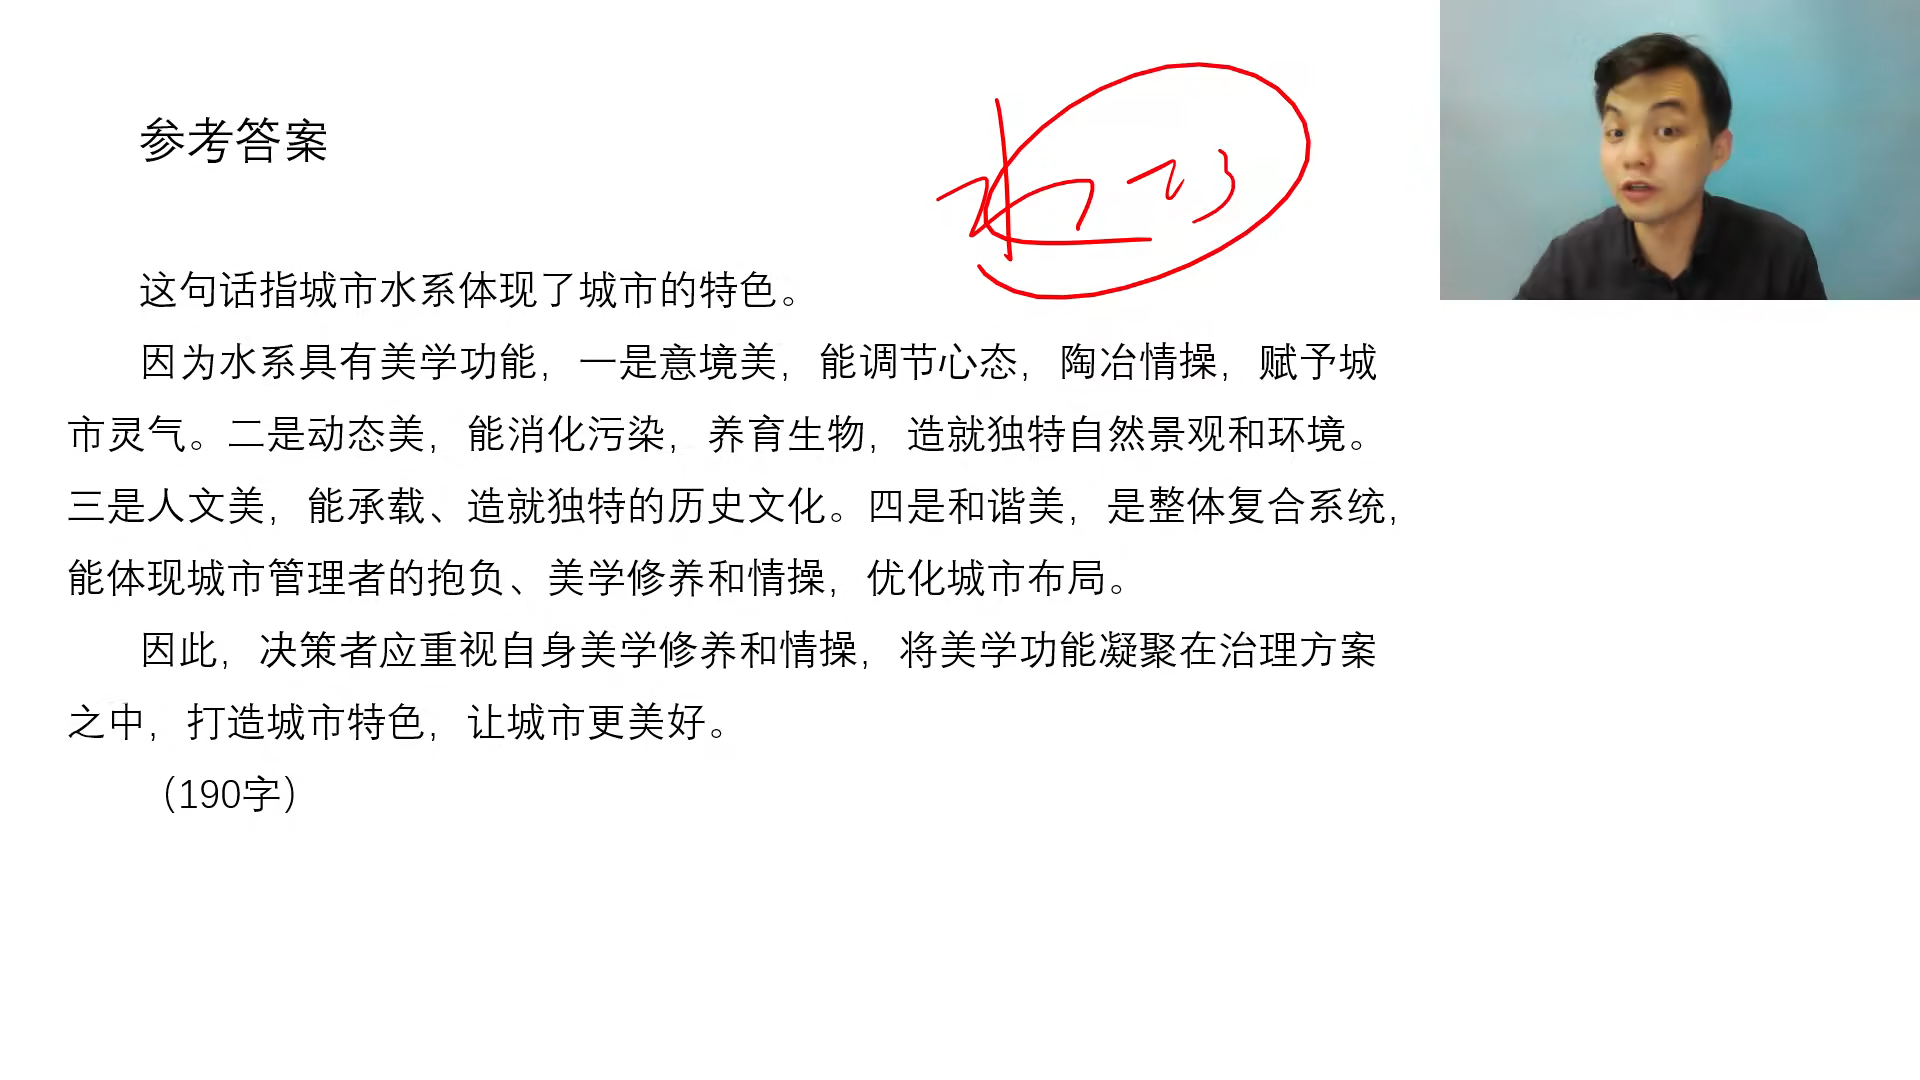 参考答案
这句话指城市水系体现了城市的特色。
因为水系具有美学功能，一是意境美，能调节心态，陶冶情操，赋予城
市灵气。二是动态美，能消化污染，养育生物，造就独特自然景观和环境。
三是人文美，能承载、造就独特的历史文化。四是和谐美，是整体复合系统，
能体现城市管理者的抱负、美学修养和情操，优化城市布局。
因此，决策者应重视自身美学修养和情操，将美学功能凝聚在治理方案
之中，打造城市特色，让城市更美好。
（190字）